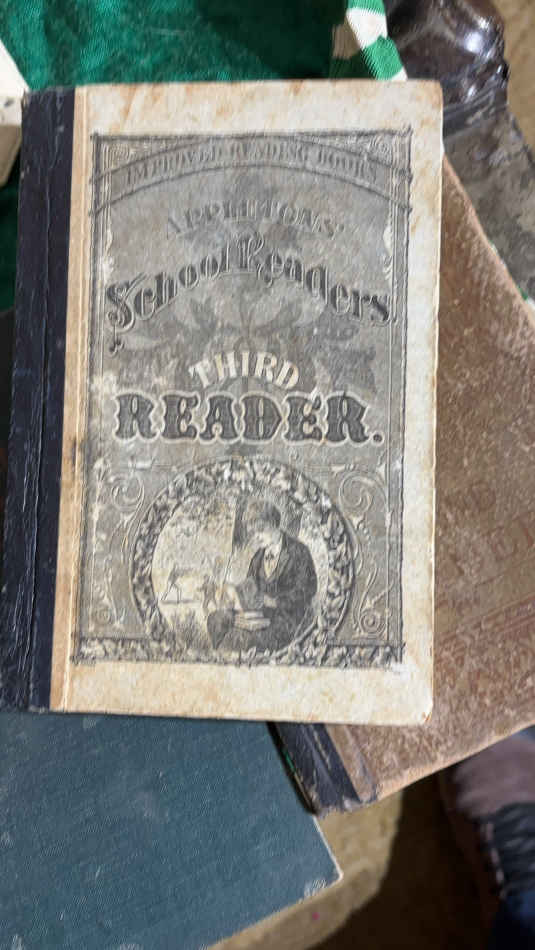 IMPROVED READING BOOKS
APPLETONS'
School Readers.
THIRD
READER.